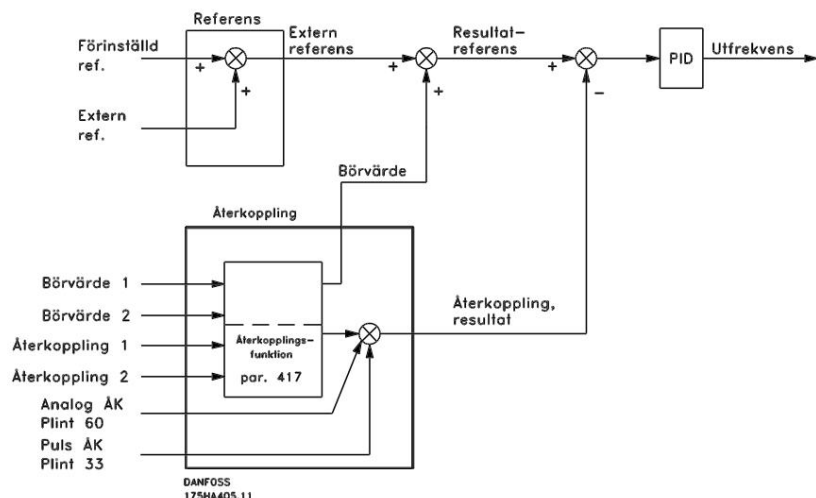 Referens
Förinställd
ref.
+
+
Extern
ref.
Extern
referens
+
+
Resultat-
referens
+
-
PID
Utfrekvens
Börvärde
Återkoppling
Börvärde 1
Börvärde 2
Återkoppling 1
Återkoppling 2
Återkopplings-
funktion
par. 417
Återkoppling,
resultat
Analog ÅK
Plint 60
Puls ÅK
Plint 33
DANFOSS
175HA405.11